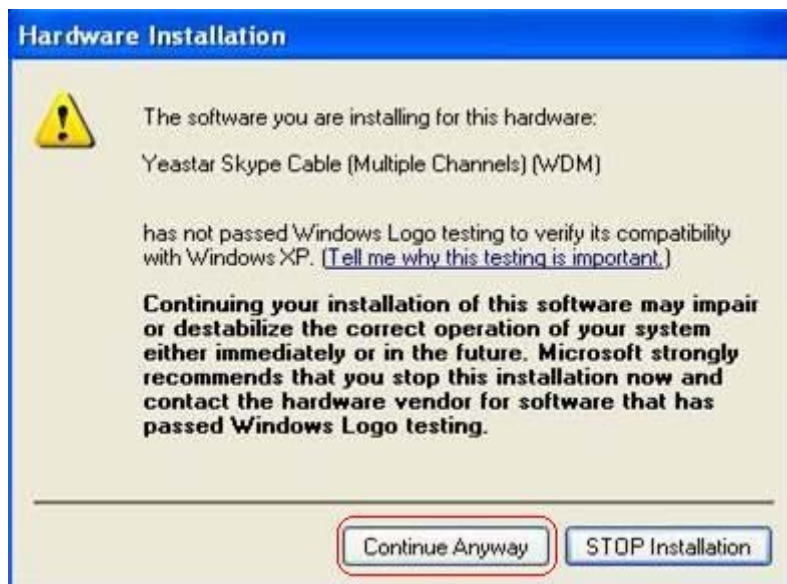 Hardware Installation
The software you are installing for this hardware:
Yeastar Skype Cable (Multiple Channels) (WDM)
has not passed Windows Logo testing to verify its compatibility
with Windows XP. (Tell me why this testing is important.)
Continuing your installation of this software may impair
or destabilize the correct operation of your system
either immediately or in the future. Microsoft strongly
recommends that you stop this installation now and
contact the hardware vendor for software that has
passed Windows Logo testing.
Continue Anyway STOP Installation